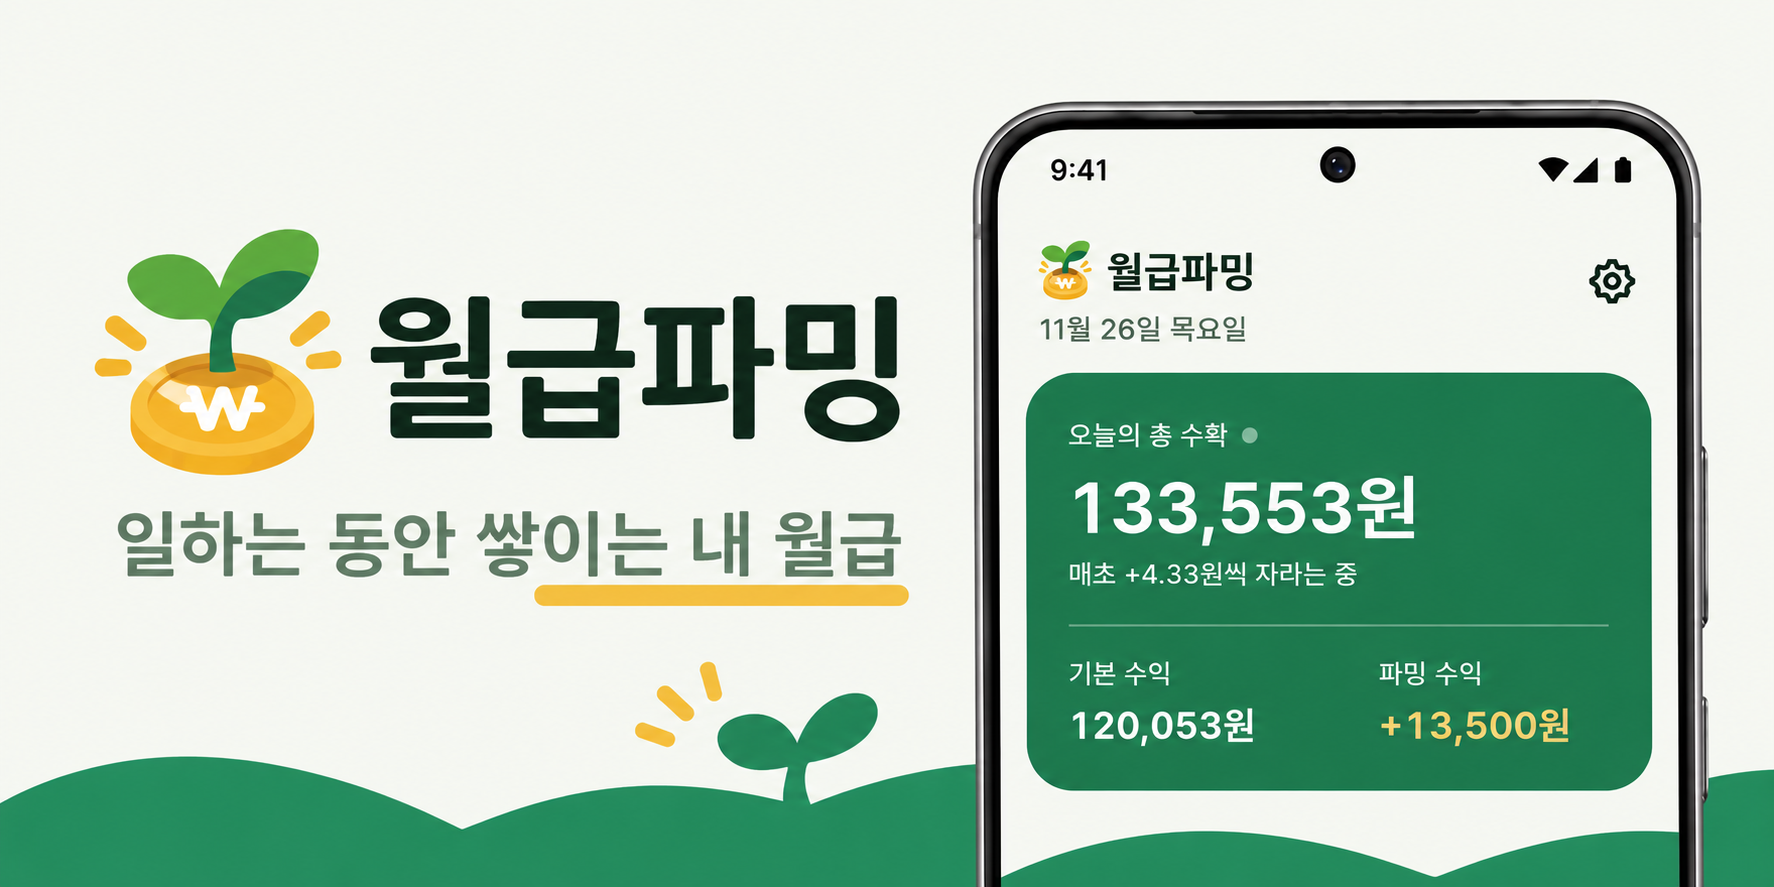 월급파밍
일하는 동안 쌓이는 내 월급
9:41
월급파밍
11월 26일 목요일
오늘의 총 수확
133,553원
매초 +4.33원씩 자라는 중
기본 수익 파밍 수익
120,053원 +13,500원